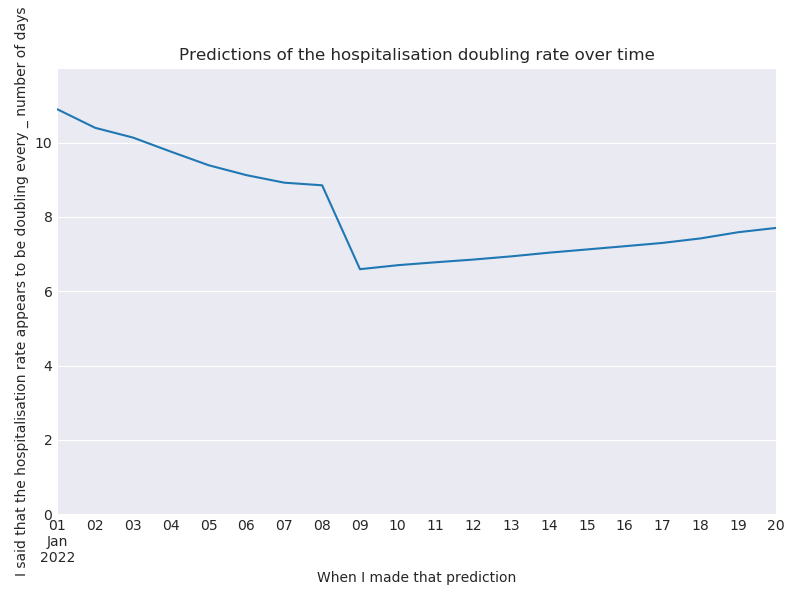 Predictions of the hospitalisation doubling rate over time
I said that the hospitalisation rate appears to be doubling every _ number of days
10
8
6
4
2
0
01 02 03 04 05 06 07 08 09 10 11 12 13 14 15 16 17 18 19 20
Jan
2022
When I made that prediction